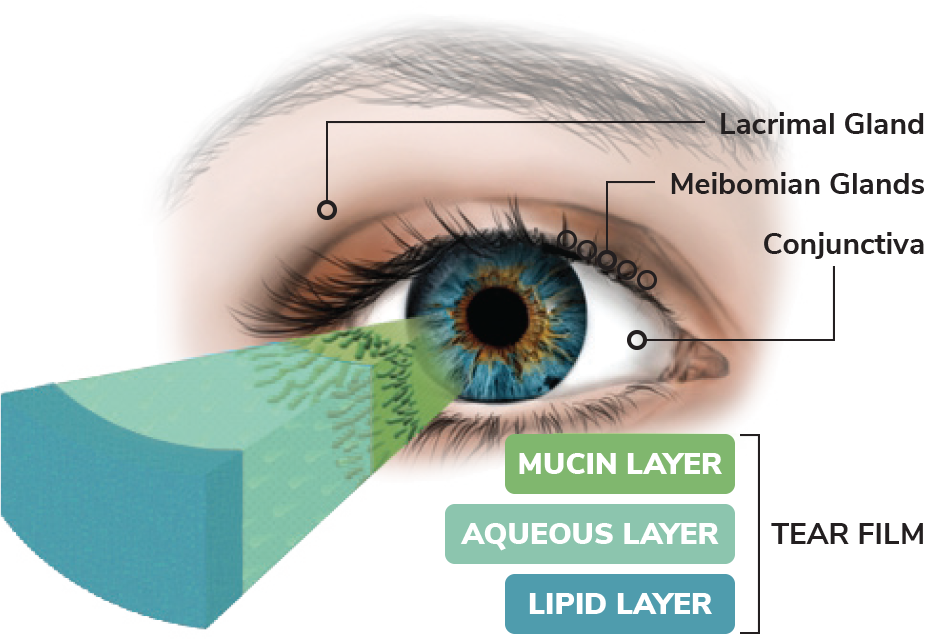 Lacrimal Gland
Meibomian Glands
Conjunctiva
MUCIN LAYER
AQUEOUS LAYER
TEAR FILM
LIPID LAYER